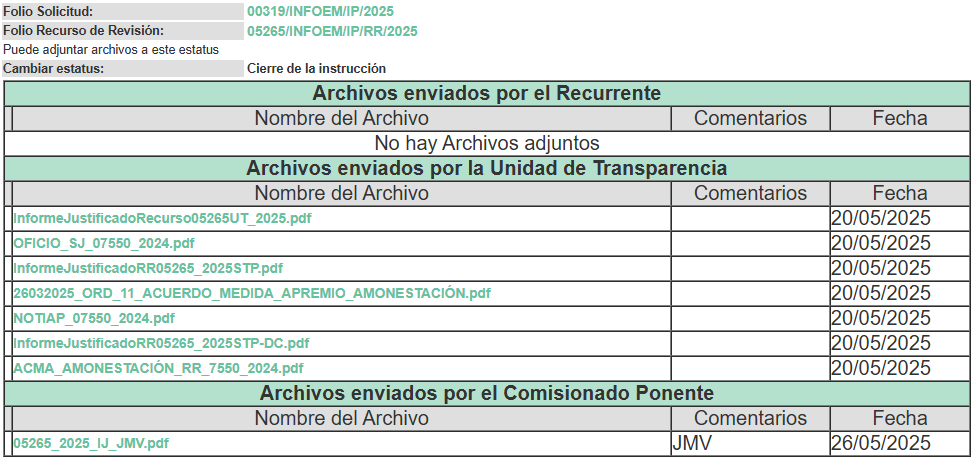 Folio Solicitud: 00319/INFOEM/IP/2025
Folio Recurso de Revisión: 05265/INFOEM/IP/RR/2025
Puede adjuntar archivos a este estatus
Cambiar estatus: Cierre de la instrucción
Archivos enviados por el Recurrente
Nombre del Archivo Comentarios Fecha
No hay Archivos adjuntos
Archivos enviados por la Unidad de Transparencia
Nombre del Archivo Comentarios Fecha
InformeJustificadoRecurso05265UT_2025.pdf 20/05/2025
OFICIO_SJ_07550_2024.pdf 20/05/2025
InformeJustificadoRR05265_2025STP.pdf 20/05/2025
26032025_ORD_11_ACUERDO_MEDIDA_APREMIO_AMONESTACIÓN.pdf 20/05/2025
NOTIAP_07550_2024.pdf 20/05/2025
InformeJustificadoRR05265_2025STP-DC.pdf 20/05/2025
ACMA_AMONESTACIÓN_RR_7550_2024.pdf 20/05/2025
Archivos enviados por el Comisionado Ponente
Nombre del Archivo Comentarios Fecha
05265_2025_IJ_JMV.pdf JMV 26/05/2025